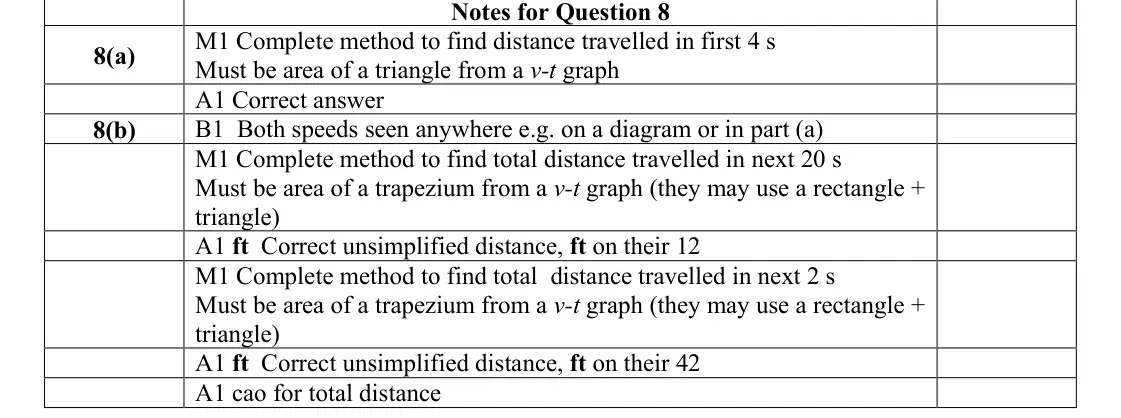 Notes for Question 8
8(a)
M1 Complete method to find distance travelled in first 4 s
Must be area of a triangle from a v-t graph
A1 Correct answer
8(b)
B1 Both speeds seen anywhere e.g. on a diagram or in part (a)
M1 Complete method to find total distance travelled in next 20 s
Must be area of a trapezium from a v-t graph (they may use a rectangle +
triangle)
A1 ft Correct unsimplified distance, ft on their 12
M1 Complete method to find total distance travelled in next 2 s
Must be area of a trapezium from a v-t graph (they may use a rectangle +
triangle)
A1 ft Correct unsimplified distance, ft on their 42
A1 cao for total distance